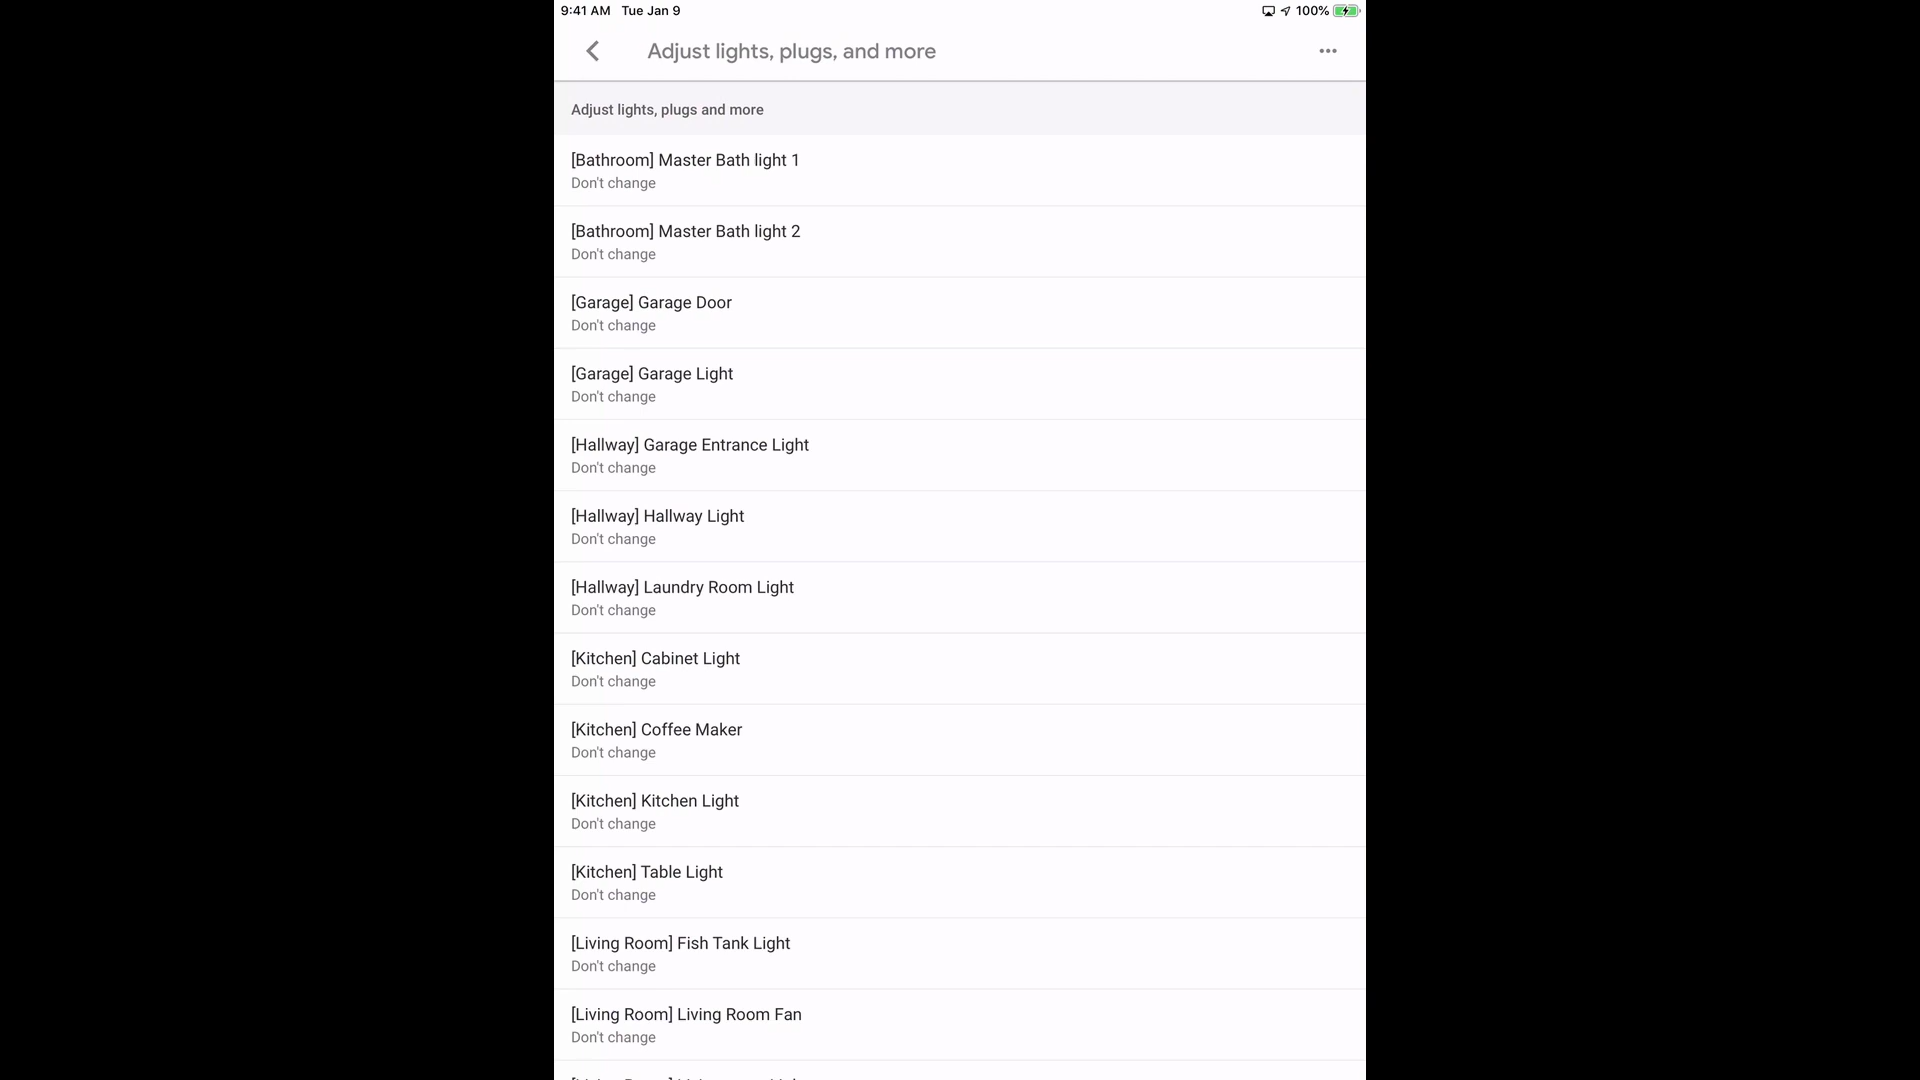 9:41 AM Tue Jan 9 100%
Adjust lights, plugs, and more
Adjust lights, plugs and more
[Bathroom] Master Bath light 1
Don't change
[Bathroom] Master Bath light 2
Don't change
[Garage] Garage Door
Don't change
[Garage] Garage Light
Don't change
[Hallway] Garage Entrance Light
Don't change
[Hallway] Hallway Light
Don't change
[Hallway] Laundry Room Light
Don't change
[Kitchen] Cabinet Light
Don't change
[Kitchen] Coffee Maker
Don't change
[Kitchen] Kitchen Light
Don't change
[Kitchen] Table Light
Don't change
[Living Room] Fish Tank Light
Don't change
[Living Room] Living Room Fan
Don't change